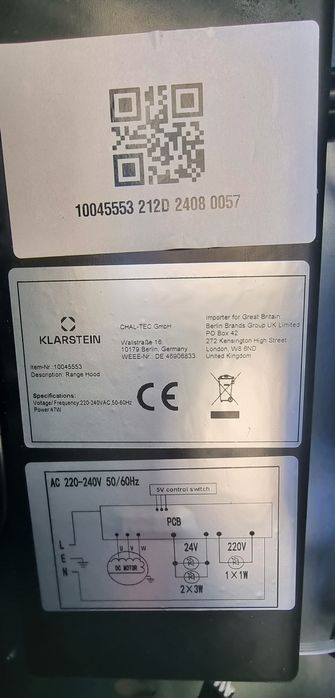 10045553 212D 2408 0057
KLARSTEIN
CHAL-TEC GmbH
Wallstraße 16
10179 Berlin, Germany
WEEE-Nr.: DE 46906833
Importer for Great Britain:
Berlin Brands Group UK Limited
PO Box 42
272 Kensington High Street
London, W8 6ND
United Kingdom
Item-Nr.: 10045553
Description: Range Hood
Specifications:
Voltage/Frequency:220-240VAC,50-60Hz
Power:47W
CE
AC 220-240V 50/60Hz
5V control switch
PCB
L
E
N
U V W
DC MOTOR
24V
2×3W
220V
1×1W